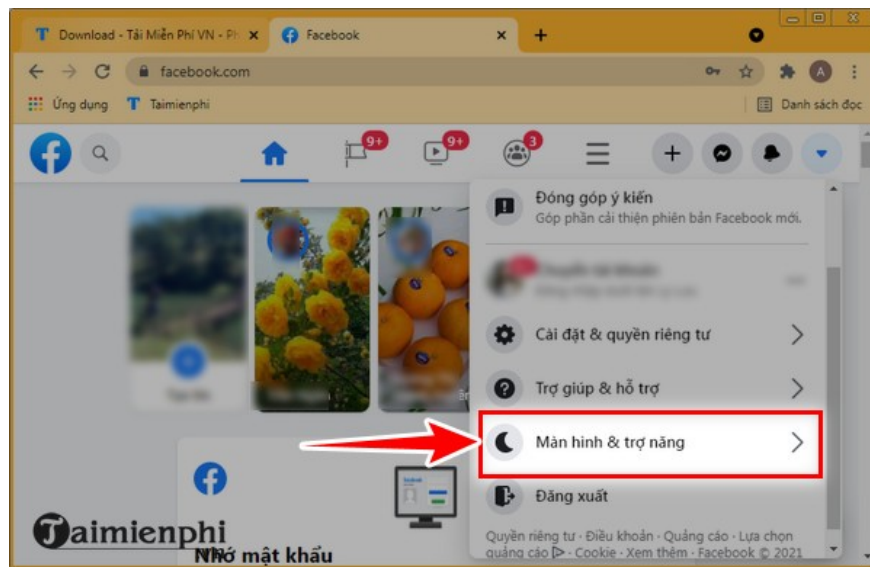 Download - Tải Miễn Phí VN - Ph
Facebook
facebook.com
A
Ứng dụng
Taimienphi
Danh sách đọc
9+
9+
3
Đóng góp ý kiến
Góp phần cải thiện phiên bản Facebook mới.
Cài đặt & quyền riêng tư
Trợ giúp & hỗ trợ
Màn hình & trợ năng
Đăng xuất
Quyền riêng tư · Điều khoản · Quảng cáo · Lựa chọn
quảng cáo · Cookie · Xem thêm · Facebook © 2021
Taimienphi
Nhớ mật khẩu